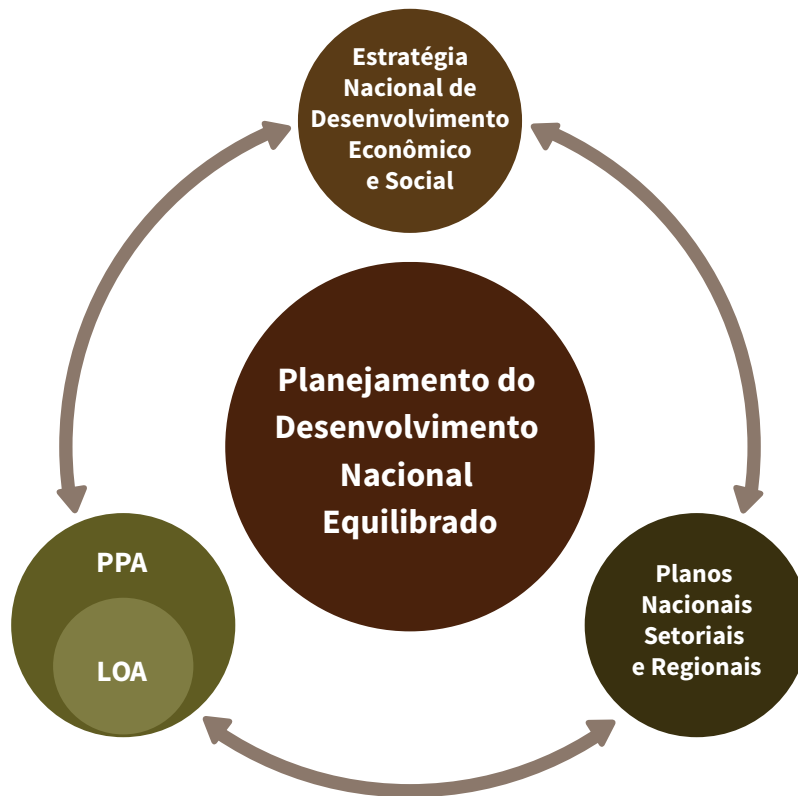 Estratégia
Nacional de
Desenvolvimento
Econômico
e Social
Planejamento do
Desenvolvimento
Nacional
Equilibrado
PPA
LOA
Planos
Nacionais
Setoriais
e Regionais